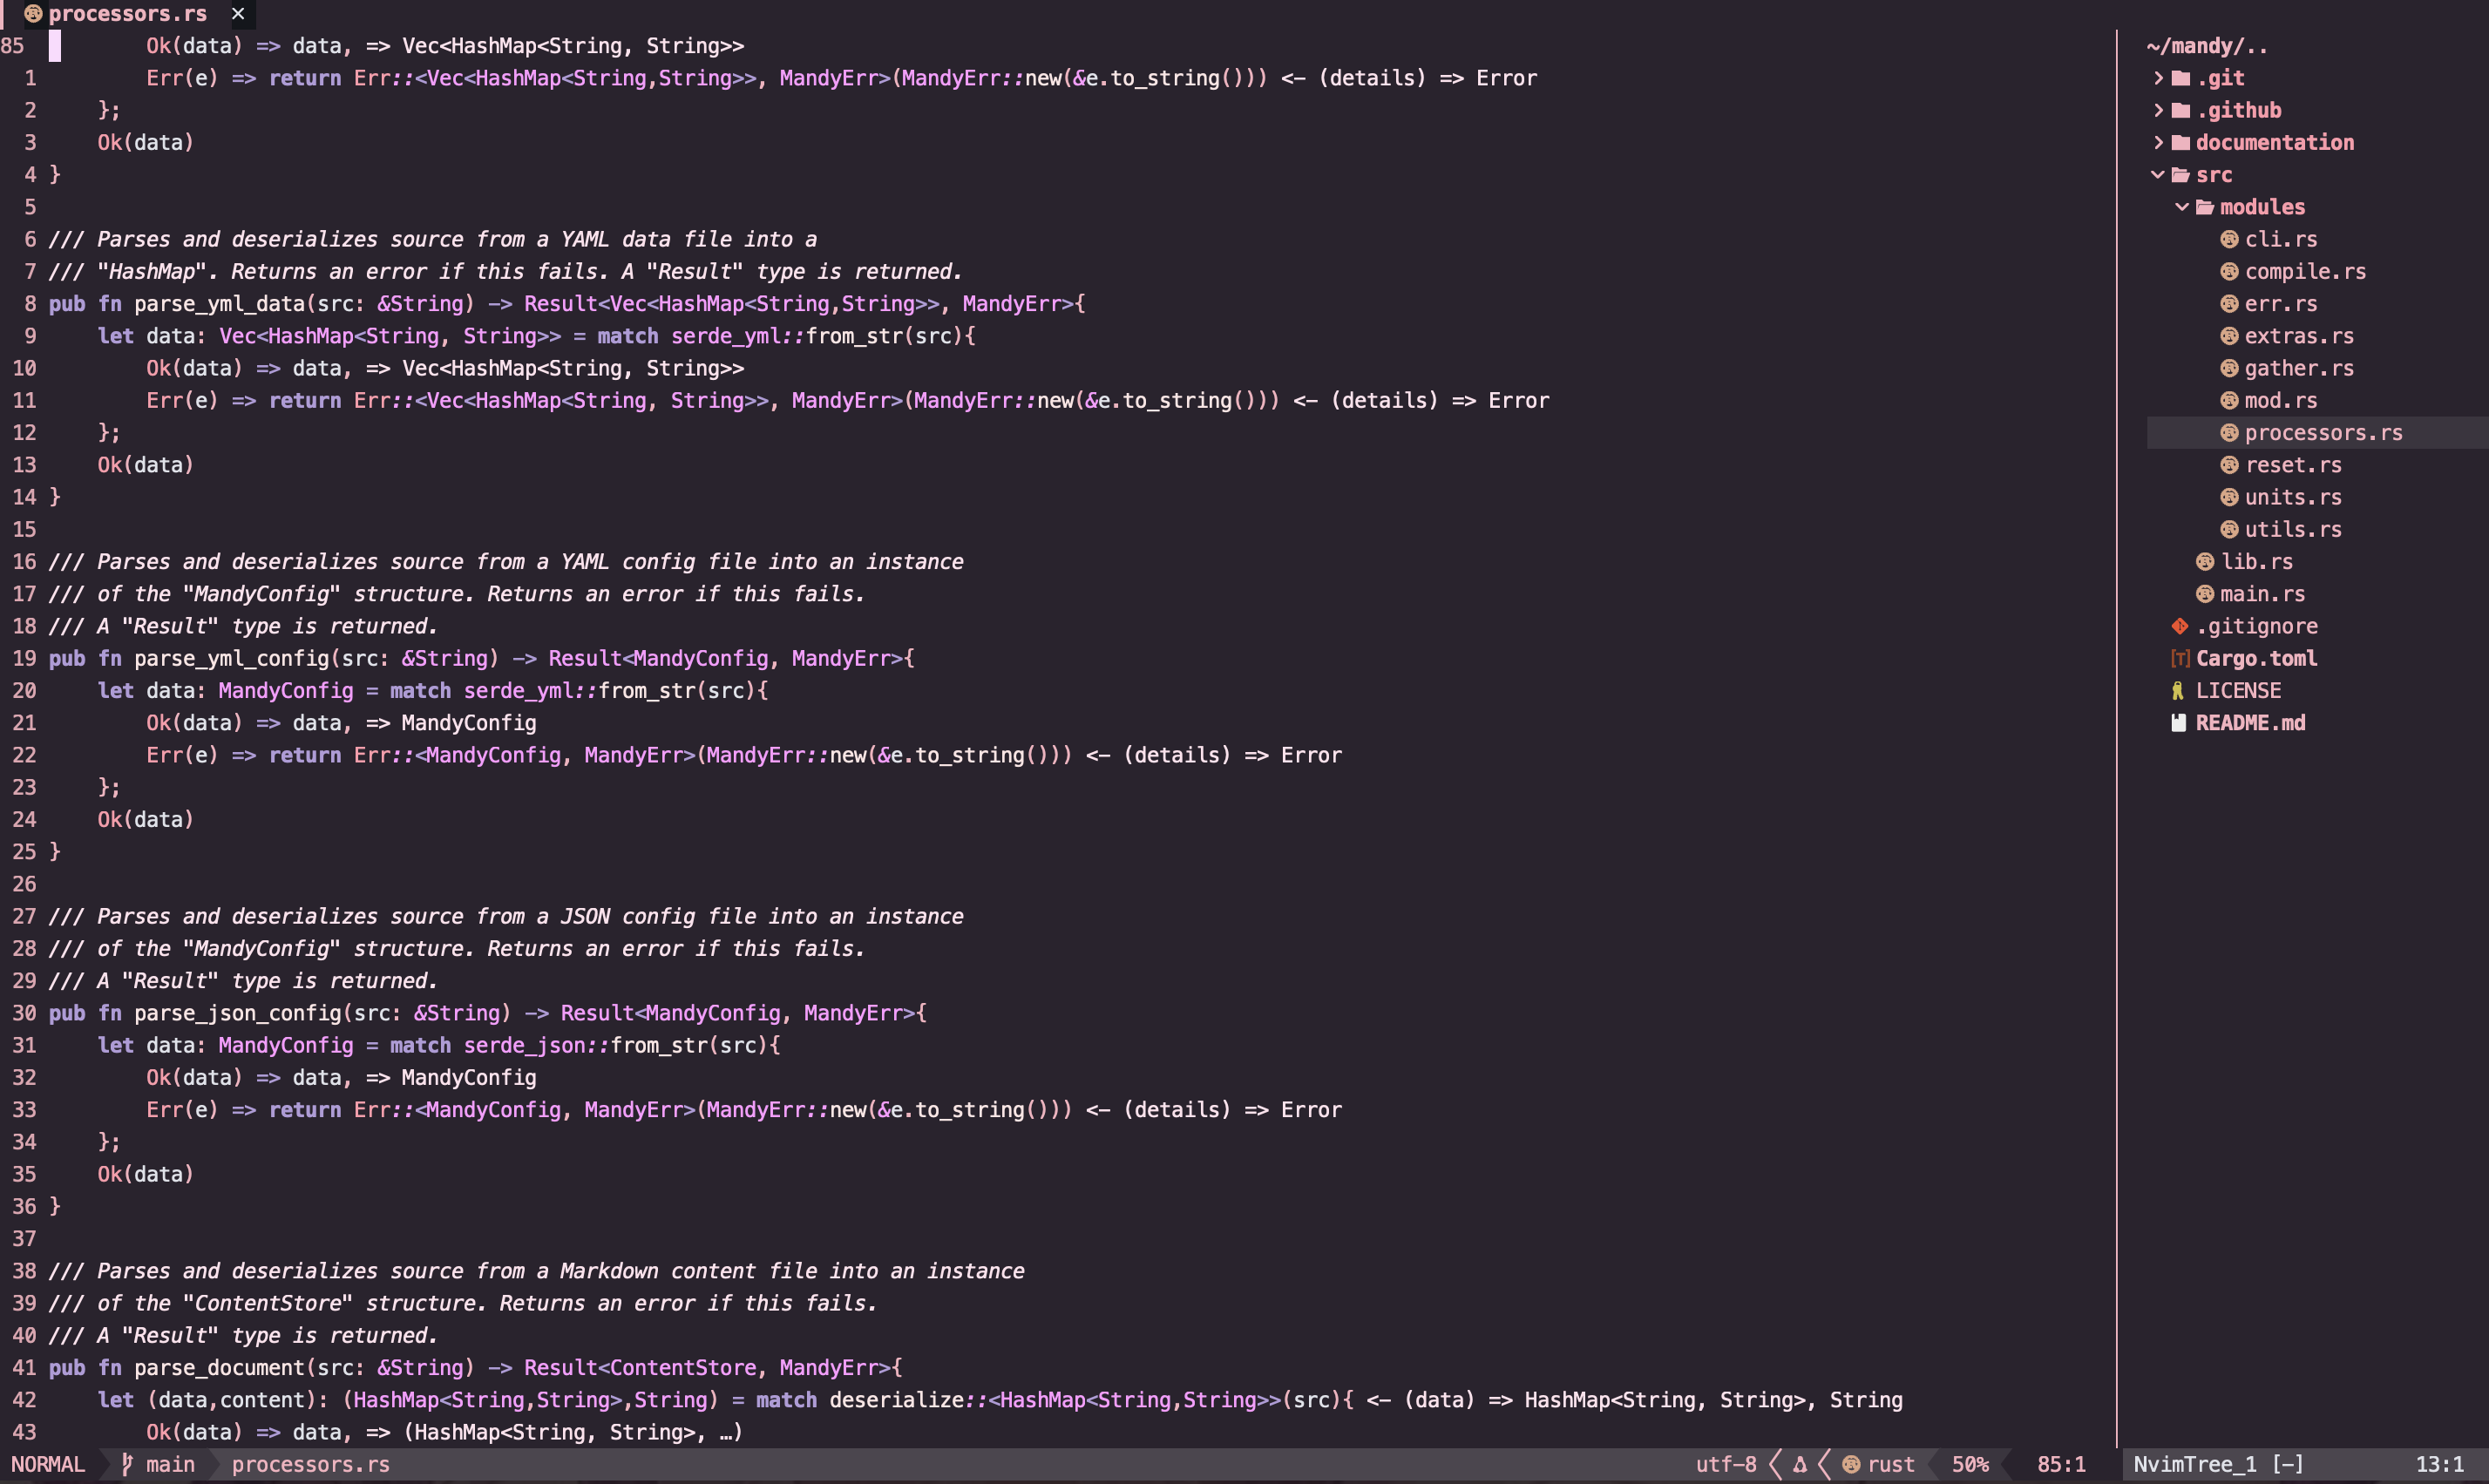 processors.rs ×
85         Ok(data) => data, => Vec<HashMap<String, String>>
 1         Err(e) => return Err::<Vec<HashMap<String,String>>, MandyErr>(MandyErr::new(&e.to_string())) <- (details) => Error
 2     };
 3     Ok(data)
 4 }
 5
 6 /// Parses and deserializes source from a YAML data file into a
 7 /// "HashMap". Returns an error if this fails. A "Result" type is returned.
 8 pub fn parse_yml_data(src: &String) -> Result<Vec<HashMap<String,String>>, MandyErr>{
 9     let data: Vec<HashMap<String, String>> = match serde_yml::from_str(src){
10         Ok(data) => data, => Vec<HashMap<String, String>>
11         Err(e) => return Err::<Vec<HashMap<String, String>>, MandyErr>(MandyErr::new(&e.to_string())) <- (details) => Error
12     };
13     Ok(data)
14 }
15
16 /// Parses and deserializes source from a YAML config file into an instance
17 /// of the "MandyConfig" structure. Returns an error if this fails.
18 /// A "Result" type is returned.
19 pub fn parse_yml_config(src: &String) -> Result<MandyConfig, MandyErr>{
20     let data: MandyConfig = match serde_yml::from_str(src){
21         Ok(data) => data, => MandyConfig
22         Err(e) => return Err::<MandyConfig, MandyErr>(MandyErr::new(&e.to_string())) <- (details) => Error
23     };
24     Ok(data)
25 }
26
27 /// Parses and deserializes source from a JSON config file into an instance
28 /// of the "MandyConfig" structure. Returns an error if this fails.
29 /// A "Result" type is returned.
30 pub fn parse_json_config(src: &String) -> Result<MandyConfig, MandyErr>{
31     let data: MandyConfig = match serde_json::from_str(src){
32         Ok(data) => data, => MandyConfig
33         Err(e) => return Err::<MandyConfig, MandyErr>(MandyErr::new(&e.to_string())) <- (details) => Error
34     };
35     Ok(data)
36 }
37
38 /// Parses and deserializes source from a Markdown content file into an instance
39 /// of the "ContentStore" structure. Returns an error if this fails.
40 /// A "Result" type is returned.
41 pub fn parse_document(src: &String) -> Result<ContentStore, MandyErr>{
42     let (data,content): (HashMap<String,String>,String) = match deserialize::<HashMap<String,String>>(src){ <- (data) => HashMap<String, String>, String
43         Ok(data) => data, => (HashMap<String, String>, …)
~/mandy/..
.git
.github
documentation
src
modules
cli.rs
compile.rs
err.rs
extras.rs
gather.rs
mod.rs
processors.rs
reset.rs
units.rs
utils.rs
lib.rs
main.rs
.gitignore
Cargo.toml
LICENSE
README.md
NORMAL main processors.rs utf-8 rust 50% 85:1 NvimTree_1 [-] 13:1